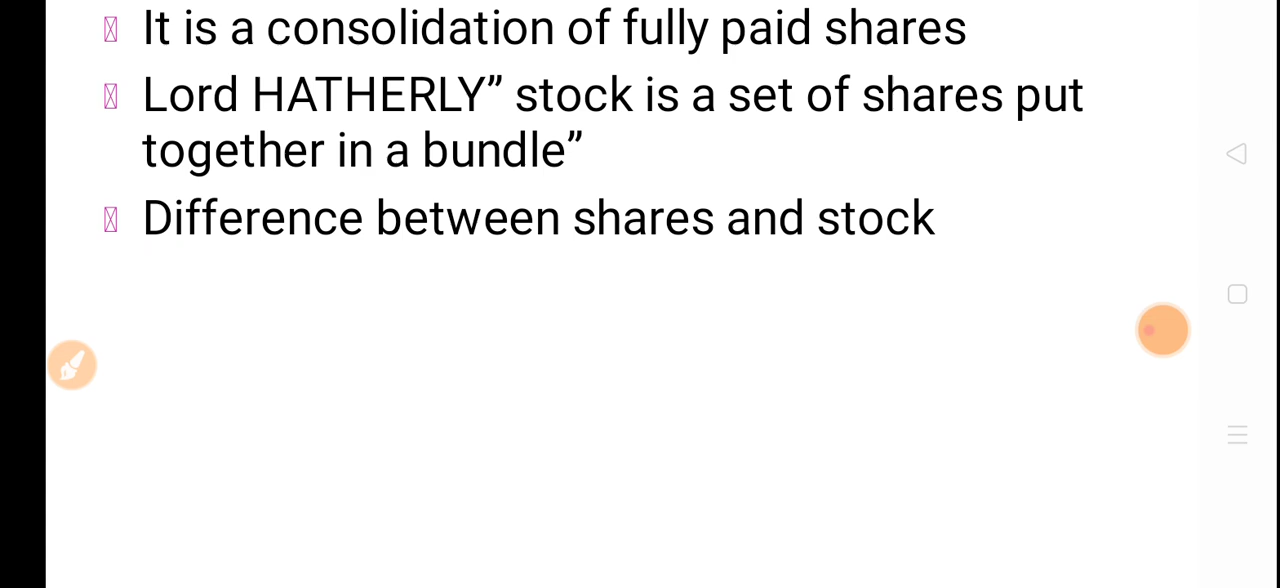 It is a consolidation of fully paid shares
Lord HATHERLY” stock is a set of shares put
together in a bundle”
Difference between shares and stock